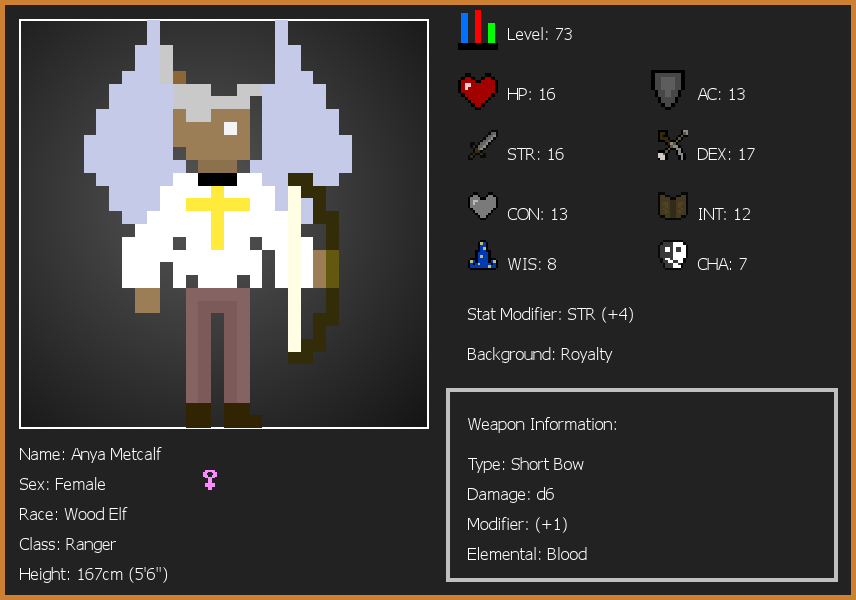 Level: 73
HP: 16
AC: 13
STR: 16
DEX: 17
CON: 13
INT: 12
WIS: 8
CHA: 7
Stat Modifier: STR (+4)
Background: Royalty
Weapon Information:
Type: Short Bow
Damage: d6
Modifier: (+1)
Elemental: Blood
Name: Anya Metcalf
Sex: Female
Race: Wood Elf
Class: Ranger
Height: 167cm (5'6")